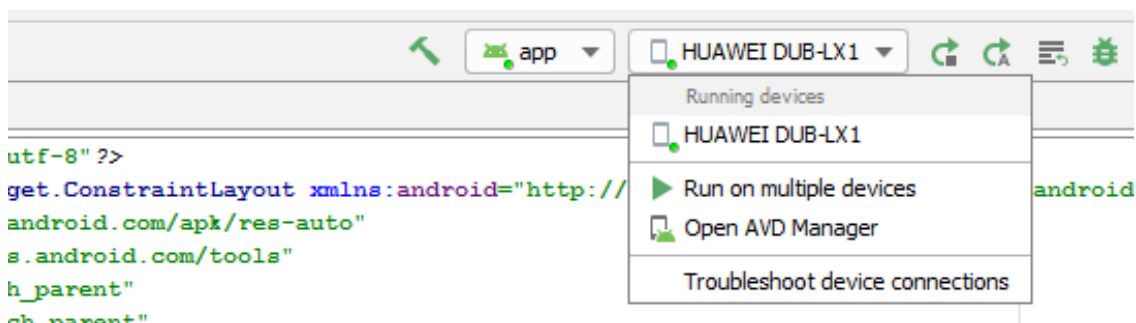 app
HUAWEI DUB-LX1
Running devices
HUAWEI DUB-LX1
Run on multiple devices
Open AVD Manager
Troubleshoot device connections
utf-8"?>
get.ConstraintLayout xmlns:android="http:// android
android.com/apk/res-auto"
s.android.com/tools"
h_parent"
ch_parent"